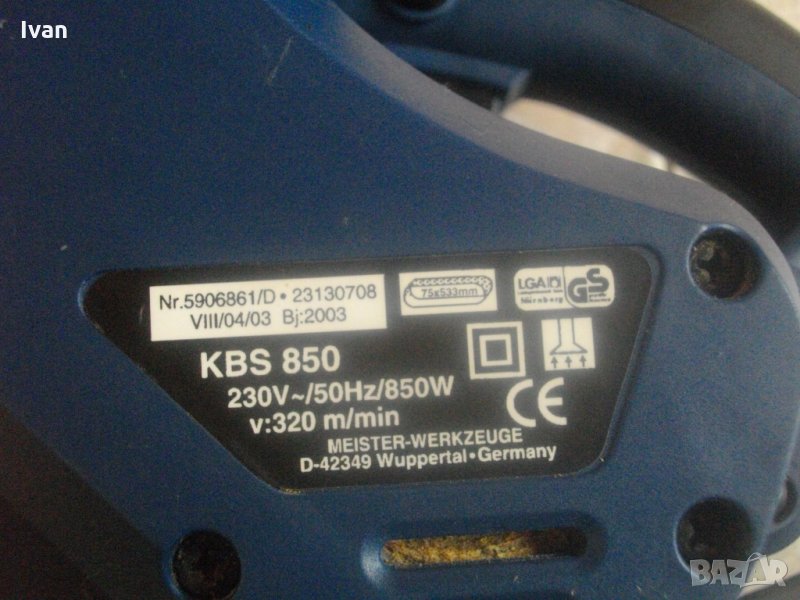 Ivan
Nr.5906861/D • 23130708
VIII/04/03 Bj:2003
75x533mm
LGA
Nürnberg
GS
KBS 850
230V~/50Hz/850W
v:320 m/min
CE
MEISTER-WERKZEUGE
D-42349 Wuppertal•Germany
BAZAR